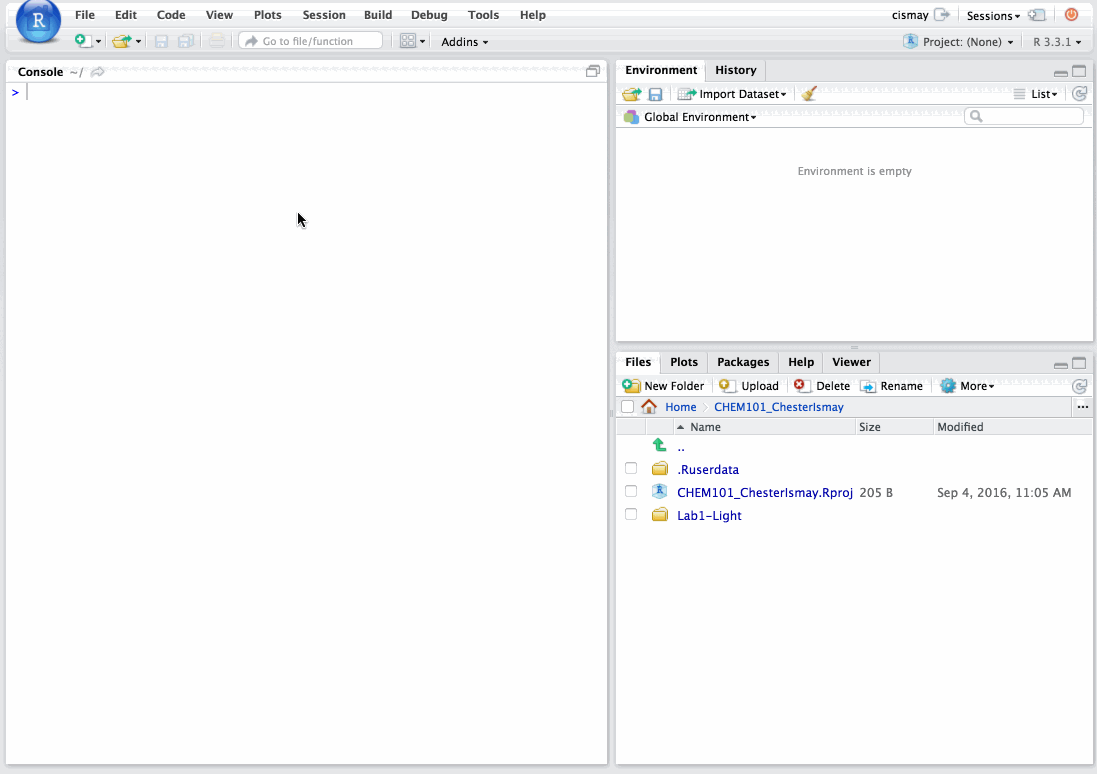 R File Edit Code View Plots Session Build Debug Tools Help cismay Sessions
Go to file/function Addins Project: (None) R 3.3.1
Console ~/
>
Environment History
Import Dataset List
Global Environment
Environment is empty
Files Plots Packages Help Viewer
New Folder Upload Delete Rename More
Home CHEM101_ChesterIsmay ...
Name Size Modified
..
.Ruserdata
CHEM101_ChesterIsmay.Rproj 205 B Sep 4, 2016, 11:05 AM
Lab1-Light